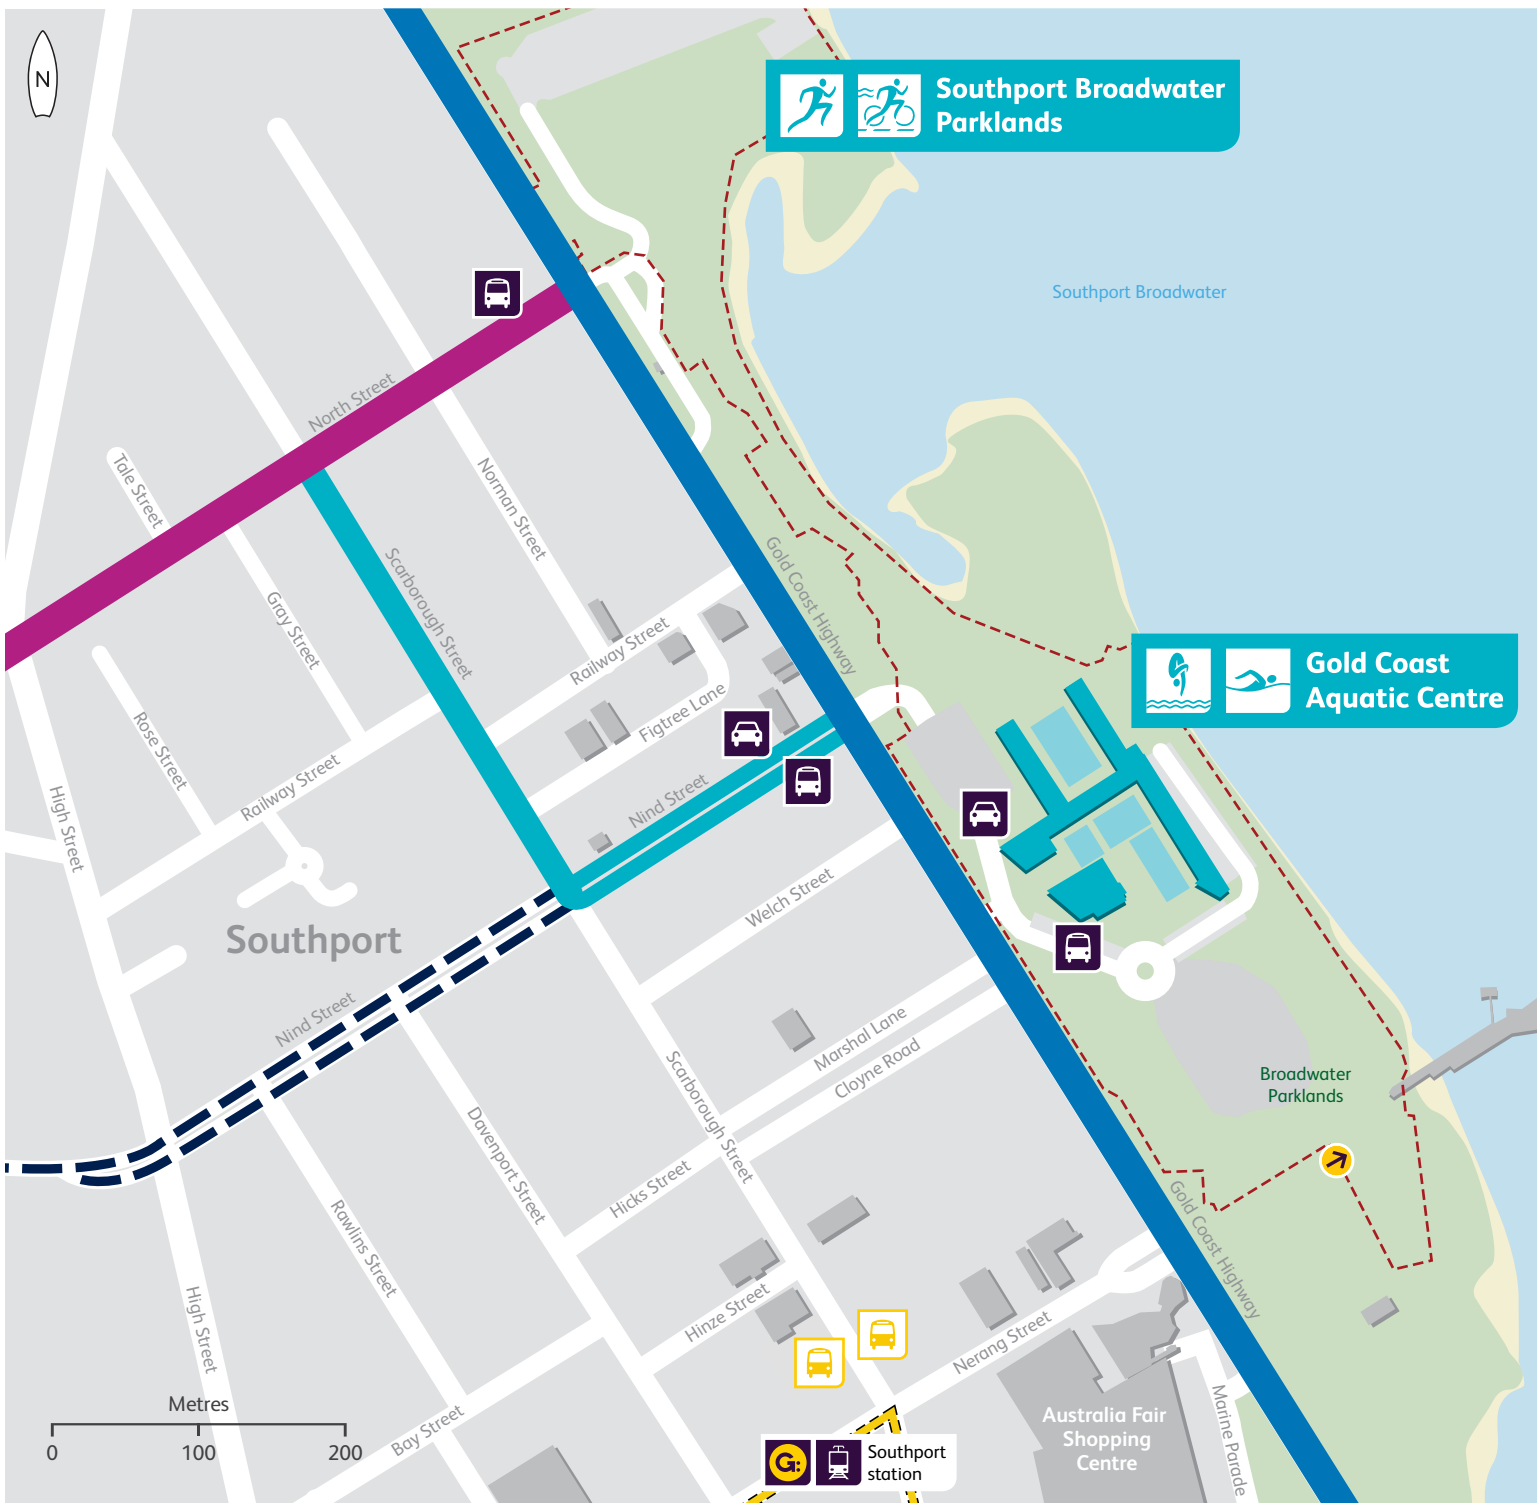 N
Southport Broadwater
Parklands
Southport Broadwater
North Street
Tale Street
Norman Street
Scarborough Street
Gray Street
Gold Coast Highway
Railway Street
Figtree Lane
Gold Coast
Aquatic Centre
Rose Street
Railway Street
Nind Street
High Street
Welch Street
Southport
Nind Street
Marshal Lane
Cloyne Road
Scarborough Street
Broadwater
Parklands
Davenport Street
Hicks Street
Rawlins Street
Gold Coast Highway
High Street
Hinze Street
Nerang Street
Metres
0
100
200
Bay Street
Australia Fair
Shopping
Centre
Marine Parade
G:
Southport
station